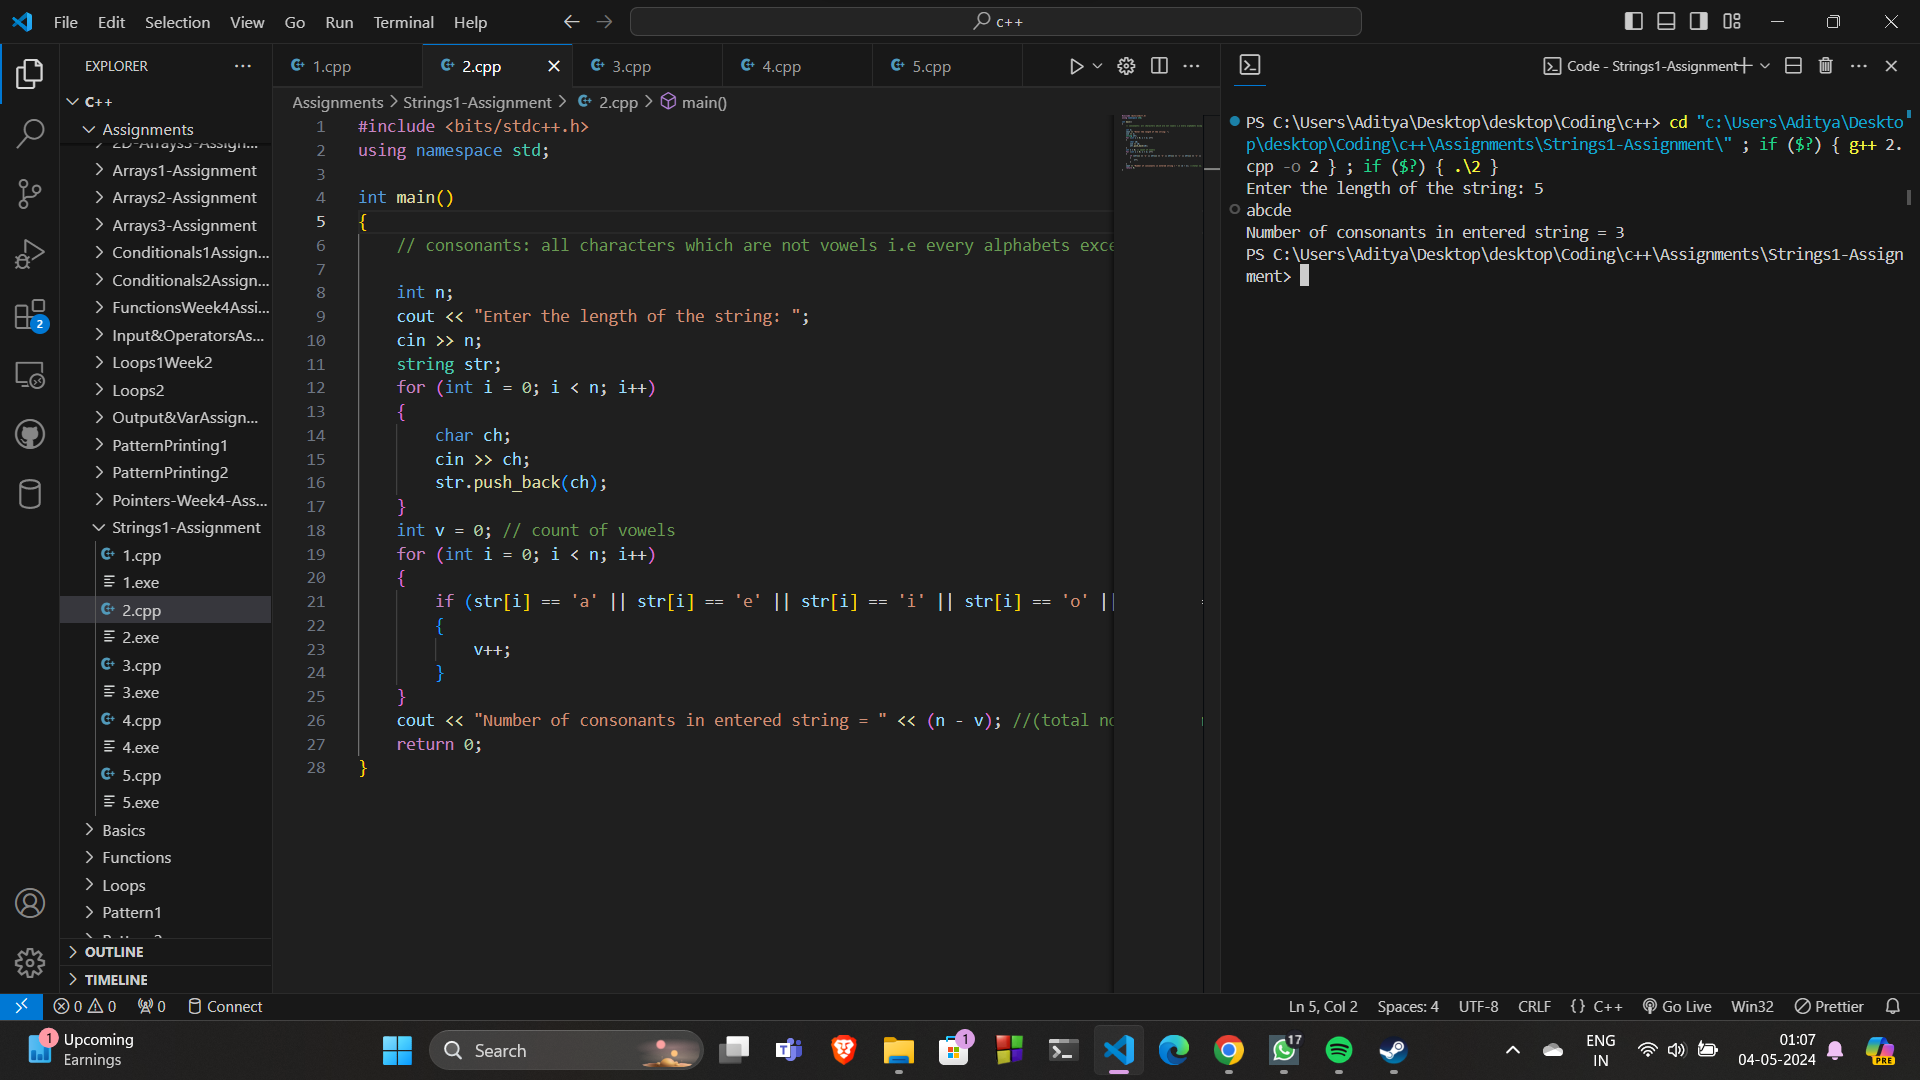 File Edit Selection View Go Run Terminal Help
c++
EXPLORER
C++
Assignments
2D-Arrays3-Assign...
Arrays1-Assignment
Arrays2-Assignment
Arrays3-Assignment
Conditionals1Assign...
Conditionals2Assign...
FunctionsWeek4Assi...
Input&OperatorsAs...
Loops1Week2
Loops2
Output&VarAssign...
PatternPrinting1
PatternPrinting2
Pointers-Week4-Ass...
Strings1-Assignment
1.cpp
1.exe
2.cpp
2.exe
3.cpp
3.exe
4.cpp
4.exe
5.cpp
5.exe
Basics
Functions
Loops
Pattern1
OUTLINE
TIMELINE
2
1.cpp 2.cpp 3.cpp 4.cpp 5.cpp
Assignments > Strings1-Assignment > 2.cpp > main()
1 #include <bits/stdc++.h>
2 using namespace std;
3
4 int main()
5 {
6 // consonants: all characters which are not vowels i.e every alphabets exce
7
8 int n;
9 cout << "Enter the length of the string: ";
10 cin >> n;
11 string str;
12 for (int i = 0; i < n; i++)
13 {
14 char ch;
15 cin >> ch;
16 str.push_back(ch);
17 }
18 int v = 0; // count of vowels
19 for (int i = 0; i < n; i++)
20 {
21 if (str[i] == 'a' || str[i] == 'e' || str[i] == 'i' || str[i] == 'o' ||
22 {
23 v++;
24 }
25 }
26 cout << "Number of consonants in entered string = " << (n - v); //(total no
27 return 0;
28 }
Code - Strings1-Assignment
PS C:\Users\Aditya\Desktop\desktop\Coding\c++> cd "c:\Users\Aditya\Deskto
p\desktop\Coding\c++\Assignments\Strings1-Assignment\" ; if ($?) { g++ 2.
cpp -o 2 } ; if ($?) { .\2 }
Enter the length of the string: 5
abcde
Number of consonants in entered string = 3
PS C:\Users\Aditya\Desktop\desktop\Coding\c++\Assignments\Strings1-Assign
ment>
0 0 0 Connect
Ln 5, Col 2 Spaces: 4 UTF-8 CRLF {} C++ Go Live Win32 Prettier
1 Upcoming
Earnings
Search
1
17
ENG
IN
01:07
04-05-2024
PRE